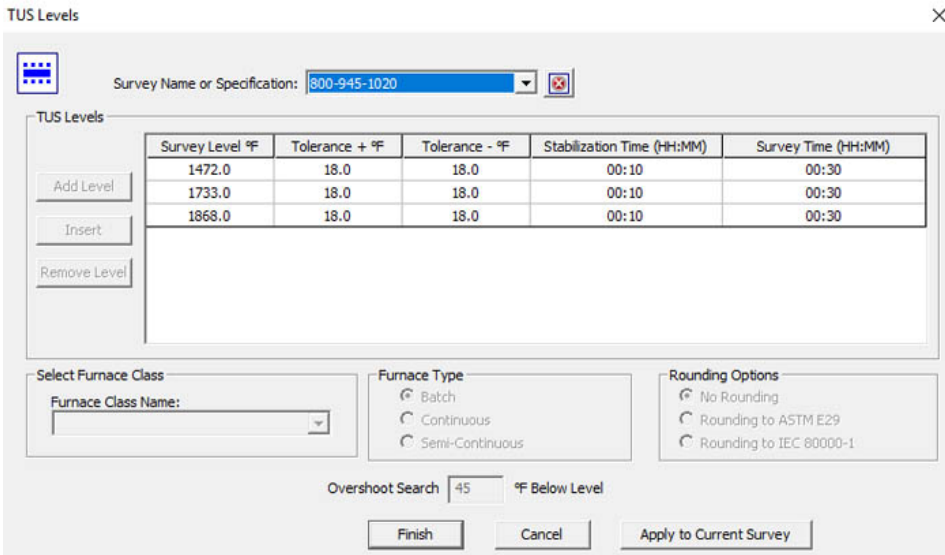 TUS Levels
Survey Name or Specification: 800-945-1020
TUS Levels
Survey Level ºF Tolerance + ºF Tolerance - ºF Stabilization Time (HH:MM) Survey Time (HH:MM)
1472.0 18.0 18.0 00:10 00:30
1733.0 18.0 18.0 00:10 00:30
1868.0 18.0 18.0 00:10 00:30
Add Level
Insert
Remove Level
Select Furnace Class
Furnace Class Name:
Furnace Type
Batch
Continuous
Semi-Continuous
Rounding Options
No Rounding
Rounding to ASTM E29
Rounding to IEC 80000-1
Overshoot Search 45 ºF Below Level
Finish Cancel Apply to Current Survey